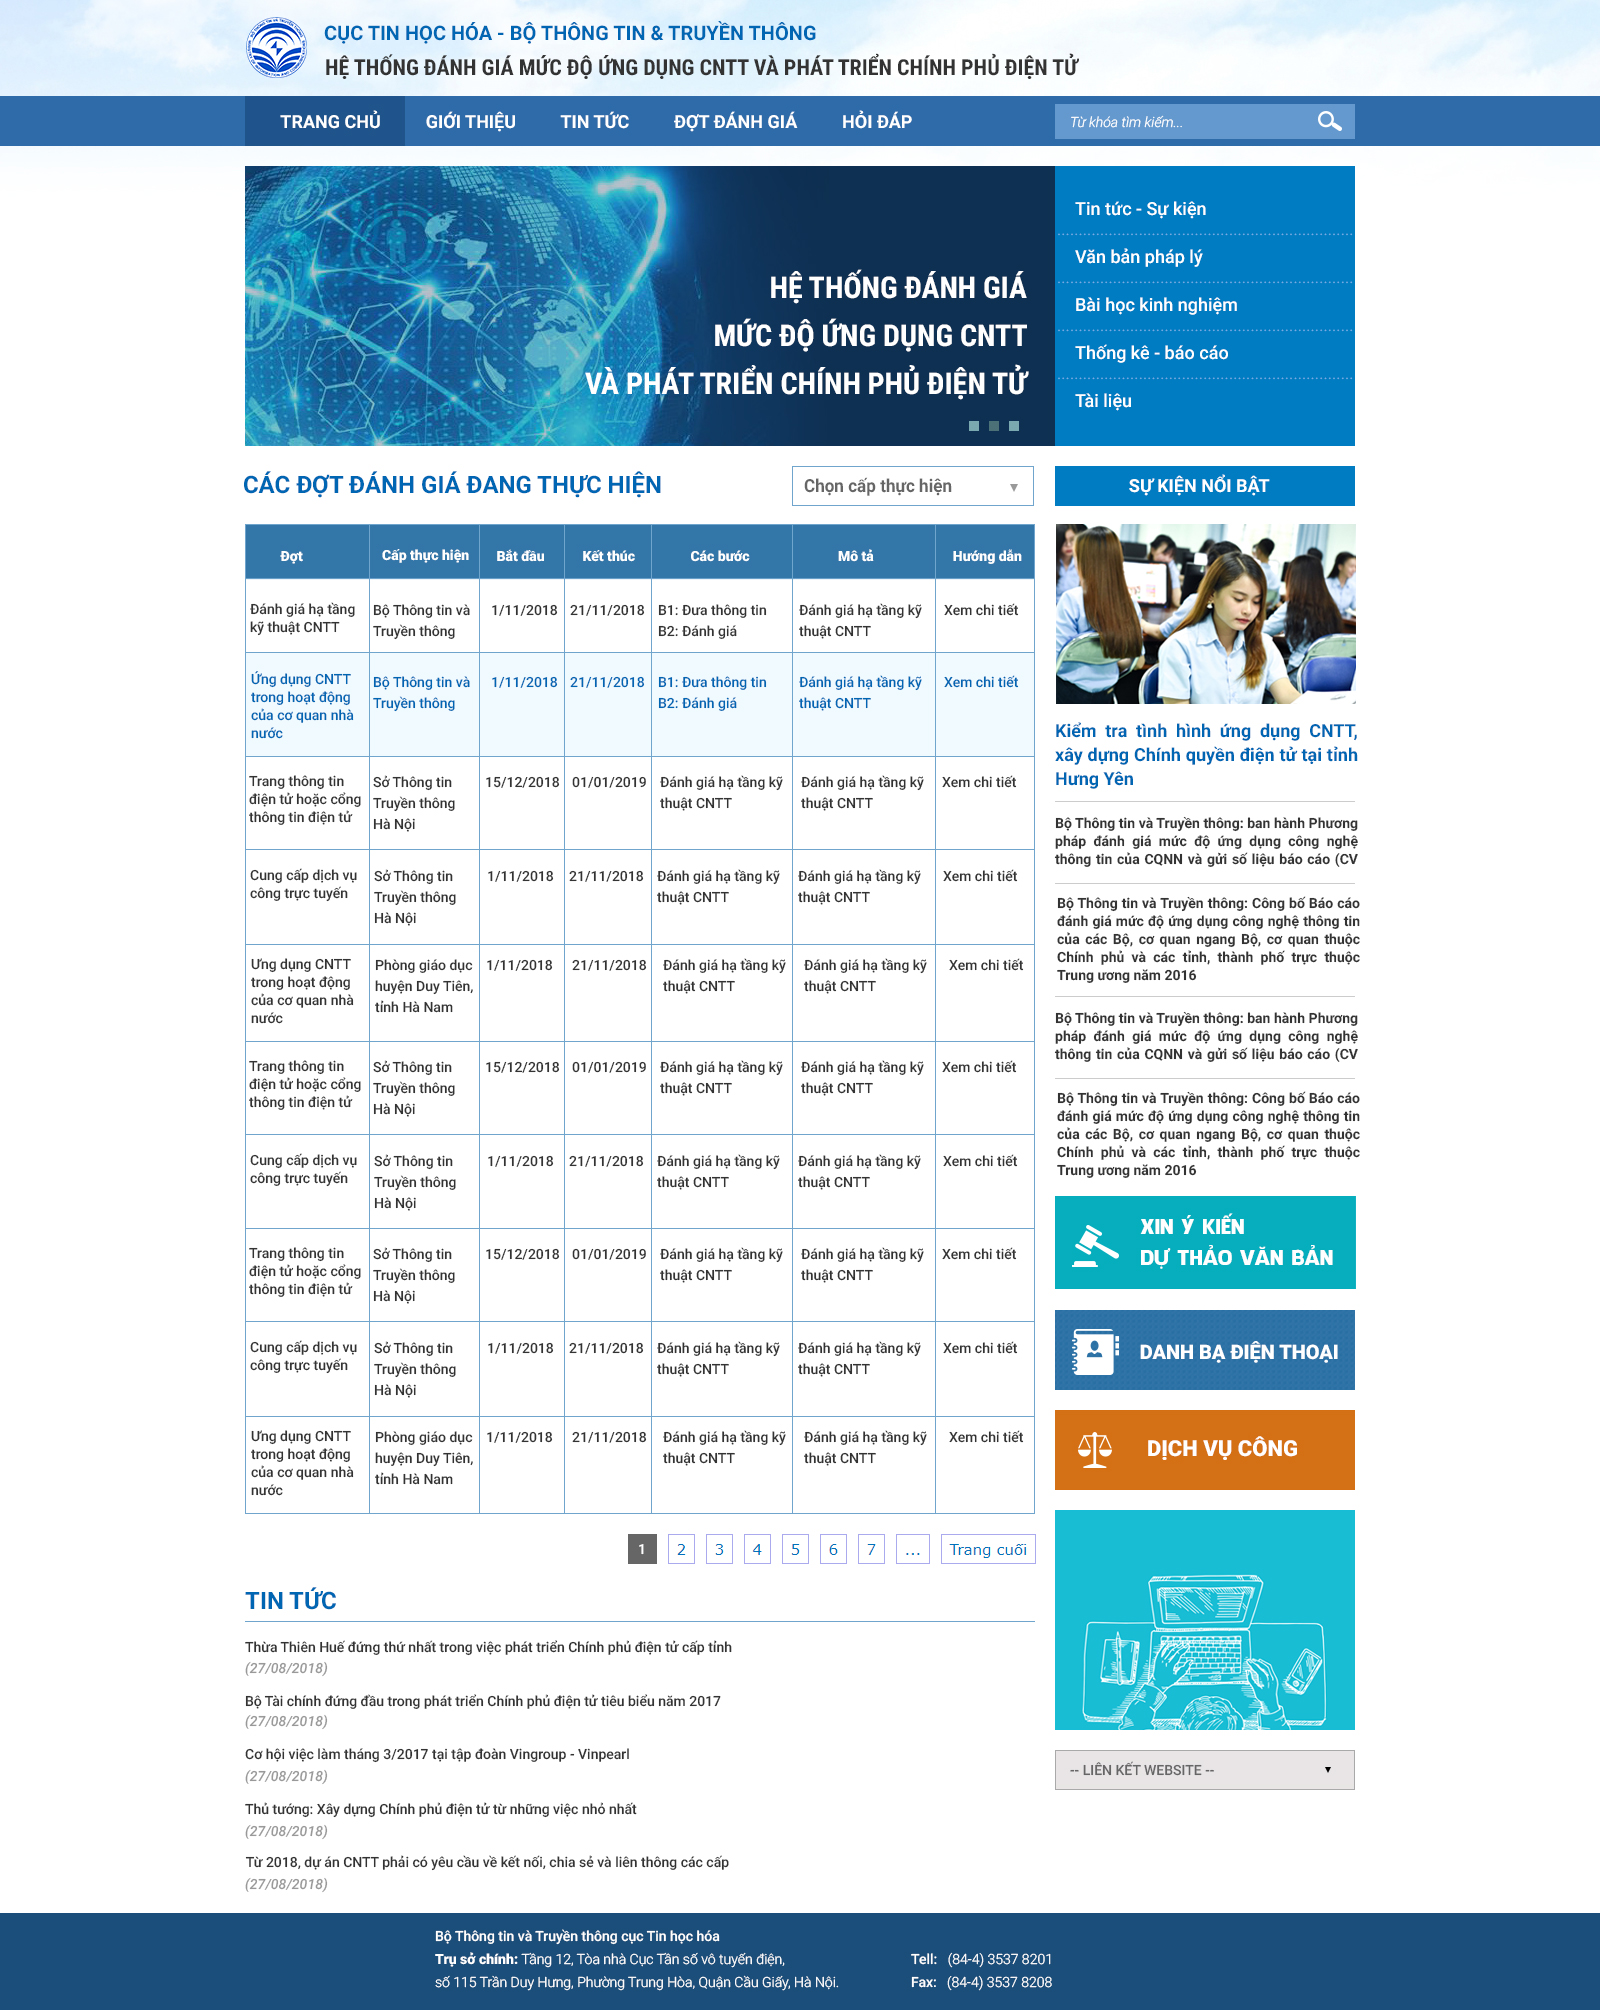 CỤC TIN HỌC HÓA - BỘ THÔNG TIN & TRUYỀN THÔNG
HỆ THỐNG ĐÁNH GIÁ MỨC ĐỘ ỨNG DỤNG CNTT VÀ PHÁT TRIỂN CHÍNH PHỦ ĐIỆN TỬ
TRANG CHỦ GIỚI THIỆU TIN TỨC ĐỢT ĐÁNH GIÁ HỎI ĐÁP Từ khóa tìm kiếm...
HỆ THỐNG ĐÁNH GIÁ
MỨC ĐỘ ỨNG DỤNG CNTT
VÀ PHÁT TRIỂN CHÍNH PHỦ ĐIỆN TỬ
Tin tức - Sự kiện
Văn bản pháp lý
Bài học kinh nghiệm
Thống kê - báo cáo
Tài liệu
CÁC ĐỢT ĐÁNH GIÁ ĐANG THỰC HIỆN
Chọn cấp thực hiện ▼
Đợt Cấp thực hiện Bắt đầu Kết thúc Các bước Mô tả Hướng dẫn
Đánh giá hạ tầng
kỹ thuật CNTT
Bộ Thông tin và
Truyền thông
1/11/2018
21/11/2018
B1: Đưa thông tin
B2: Đánh giá
Đánh giá hạ tầng kỹ
thuật CNTT
Xem chi tiết
Ứng dụng CNTT
trong hoạt động
của cơ quan nhà
nước
Bộ Thông tin và
Truyền thông
1/11/2018
21/11/2018
B1: Đưa thông tin
B2: Đánh giá
Đánh giá hạ tầng kỹ
thuật CNTT
Xem chi tiết
Trang thông tin
điện tử hoặc cổng
thông tin điện tử
Sở Thông tin
Truyền thông
Hà Nội
15/12/2018
01/01/2019
Đánh giá hạ tầng kỹ
thuật CNTT
Đánh giá hạ tầng kỹ
thuật CNTT
Xem chi tiết
Cung cấp dịch vụ
công trực tuyến
Sở Thông tin
Truyền thông
Hà Nội
1/11/2018
21/11/2018
Đánh giá hạ tầng kỹ
thuật CNTT
Đánh giá hạ tầng kỹ
thuật CNTT
Xem chi tiết
Ưng dụng CNTT
trong hoạt động
của cơ quan nhà
nước
Phòng giáo dục
huyện Duy Tiên,
tỉnh Hà Nam
1/11/2018
21/11/2018
Đánh giá hạ tầng kỹ
thuật CNTT
Đánh giá hạ tầng kỹ
thuật CNTT
Xem chi tiết
Trang thông tin
điện tử hoặc cổng
thông tin điện tử
Sở Thông tin
Truyền thông
Hà Nội
15/12/2018
01/01/2019
Đánh giá hạ tầng kỹ
thuật CNTT
Đánh giá hạ tầng kỹ
thuật CNTT
Xem chi tiết
Cung cấp dịch vụ
công trực tuyến
Sở Thông tin
Truyền thông
Hà Nội
1/11/2018
21/11/2018
Đánh giá hạ tầng kỹ
thuật CNTT
Đánh giá hạ tầng kỹ
thuật CNTT
Xem chi tiết
Trang thông tin
điện tử hoặc cổng
thông tin điện tử
Sở Thông tin
Truyền thông
Hà Nội
15/12/2018
01/01/2019
Đánh giá hạ tầng kỹ
thuật CNTT
Đánh giá hạ tầng kỹ
thuật CNTT
Xem chi tiết
Cung cấp dịch vụ
công trực tuyến
Sở Thông tin
Truyền thông
Hà Nội
1/11/2018
21/11/2018
Đánh giá hạ tầng kỹ
thuật CNTT
Đánh giá hạ tầng kỹ
thuật CNTT
Xem chi tiết
Ưng dụng CNTT
trong hoạt động
của cơ quan nhà
nước
Phòng giáo dục
huyện Duy Tiên,
tỉnh Hà Nam
1/11/2018
21/11/2018
Đánh giá hạ tầng kỹ
thuật CNTT
Đánh giá hạ tầng kỹ
thuật CNTT
Xem chi tiết
1 2 3 4 5 6 7 ... Trang cuối
TIN TỨC
Thừa Thiên Huế đứng thứ nhất trong việc phát triển Chính phủ điện tử cấp tỉnh
(27/08/2018)
Bộ Tài chính đứng đầu trong phát triển Chính phủ điện tử tiêu biểu năm 2017
(27/08/2018)
Cơ hội việc làm tháng 3/2017 tại tập đoàn Vingroup - Vinpearl
(27/08/2018)
Thủ tướng: Xây dựng Chính phủ điện tử từ những việc nhỏ nhất
(27/08/2018)
Từ 2018, dự án CNTT phải có yêu cầu về kết nối, chia sẻ và liên thông các cấp
(27/08/2018)
SỰ KIỆN NỔI BẬT
Kiểm tra tình hình ứng dụng CNTT,
xây dựng Chính quyền điện tử tại tỉnh
Hưng Yên
Bộ Thông tin và Truyền thông: ban hành Phương
pháp đánh giá mức độ ứng dụng công nghệ
thông tin của CQNN và gửi số liệu báo cáo (CV
Bộ Thông tin và Truyền thông: Công bố Báo cáo
đánh giá mức độ ứng dụng công nghệ thông tin
của các Bộ, cơ quan ngang Bộ, cơ quan thuộc
Chính phủ và các tỉnh, thành phố trực thuộc
Trung ương năm 2016
Bộ Thông tin và Truyền thông: ban hành Phương
pháp đánh giá mức độ ứng dụng công nghệ
thông tin của CQNN và gửi số liệu báo cáo (CV
Bộ Thông tin và Truyền thông: Công bố Báo cáo
đánh giá mức độ ứng dụng công nghệ thông tin
của các Bộ, cơ quan ngang Bộ, cơ quan thuộc
Chính phủ và các tỉnh, thành phố trực thuộc
Trung ương năm 2016
XIN Ý KIẾN
DỰ THẢO VĂN BẢN
DANH BẠ ĐIỆN THOẠI
DỊCH VỤ CÔNG
-- LIÊN KẾT WEBSITE -- ▼
Bộ Thông tin và Truyền thông cục Tin học hóa
Trụ sở chính: Tầng 12, Tòa nhà Cục Tần số vô tuyến điện,
số 115 Trần Duy Hưng, Phường Trung Hòa, Quận Cầu Giấy, Hà Nội.
Tell: (84-4) 3537 8201
Fax: (84-4) 3537 8208